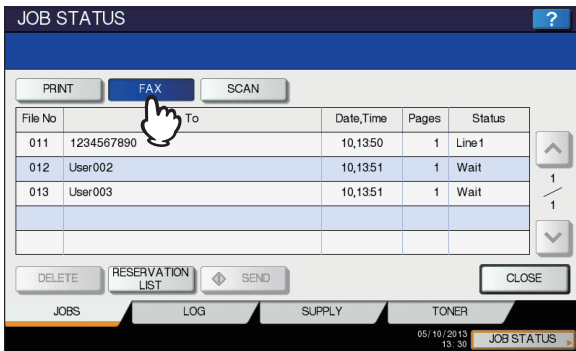 JOB STATUS ?
PRINT FAX SCAN
File No To Date,Time Pages Status
011 1234567890 10,13:50 1 Line1
012 User002 10,13:51 1 Wait
013 User003 10,13:51 1 Wait
1
1
DELETE RESERVATION LIST SEND CLOSE
JOBS LOG SUPPLY TONER
05/10/2013
13:30 JOB STATUS